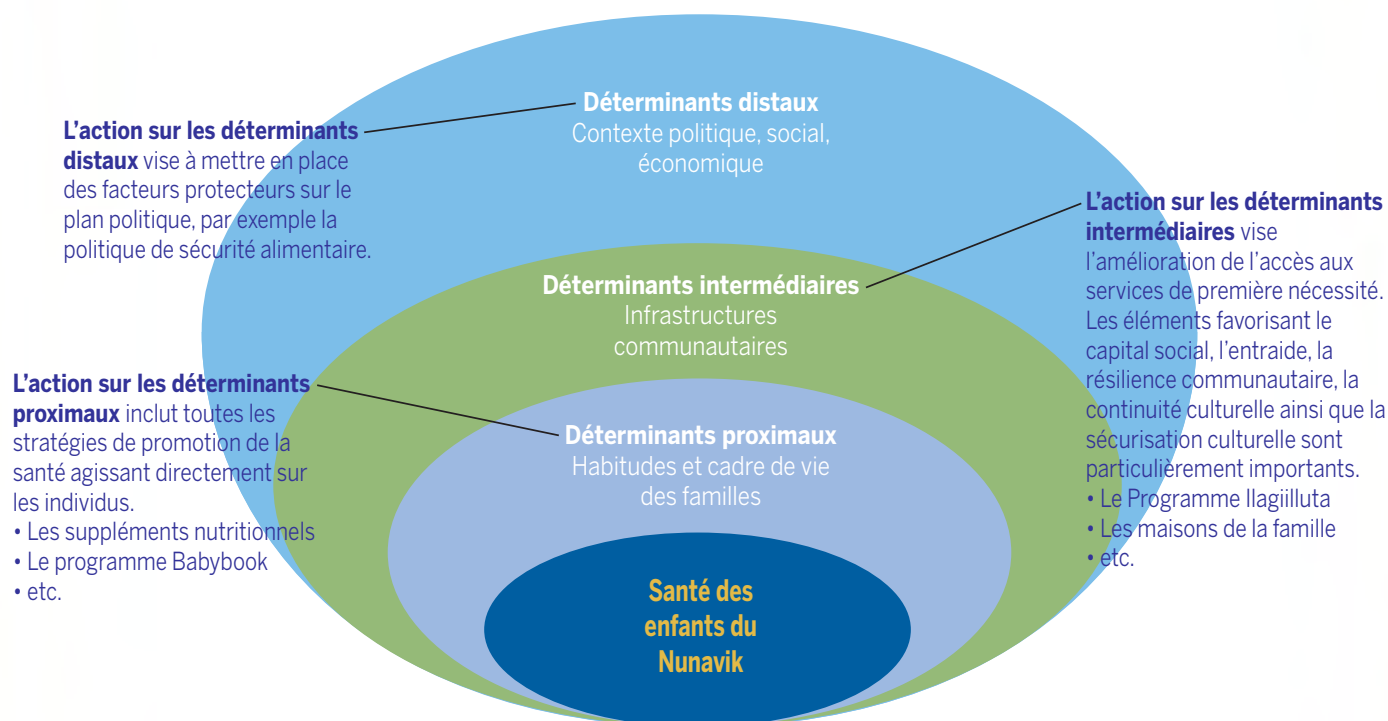 Déterminants distaux
Contexte politique, social,
économique
L'action sur les déterminants
distaux vise à mettre en place
des facteurs protecteurs sur le
plan politique, par exemple la
politique de sécurité alimentaire.
L'action sur les déterminants
intermédiaires vise
l'amélioration de l'accès aux
services de première nécessité.
Les éléments favorisant le
capital social, l'entraide, la
résilience communautaire, la
continuité culturelle ainsi que la
sécurisation culturelle sont
particulièrement importants.
• Le Programme Ilagiilluta
• Les maisons de la famille
• etc.
Déterminants intermédiaires
Infrastructures
communautaires
L'action sur les déterminants
proximaux inclut toutes les
stratégies de promotion de la
santé agissant directement sur
les individus.
• Les suppléments nutritionnels
• Le programme Babybook
• etc.
Déterminants proximaux
Habitudes et cadre de vie
des familles
Santé des
enfants du
Nunavik